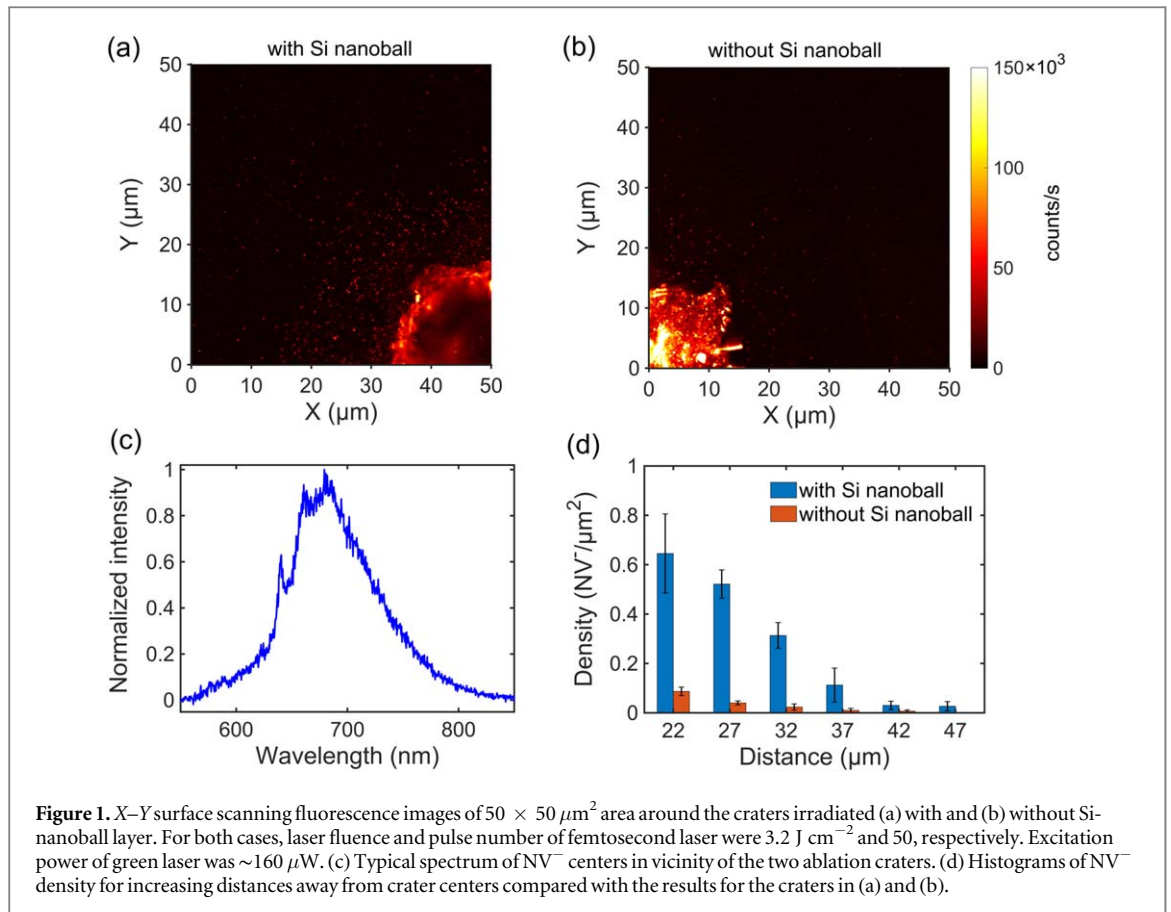 (a)
with Si nanoball
50
40
30
20
10
0
Y (μm)
0 10 20 30 40 50
X (μm)
(b)
without Si nanoball
50
40
30
20
10
0
Y (μm)
0 10 20 30 40 50
X (μm)
150×10³
100
50
0
counts/s
(c)
1
0.8
0.6
0.4
0.2
0
Normalized intensity
600 700 800
Wavelength (nm)
(d)
1
0.8
0.6
0.4
0.2
0
Density (NV⁻/μm²)
with Si nanoball
without Si nanoball
22 27 32 37 42 47
Distance (μm)
Figure 1. X–Y surface scanning fluorescence images of 50 × 50 μm² area around the craters irradiated (a) with and (b) without Si-
nanoball layer. For both cases, laser fluence and pulse number of femtosecond laser were 3.2 J cm⁻² and 50, respectively. Excitation
power of green laser was ~160 μW. (c) Typical spectrum of NV⁻ centers in vicinity of the two ablation craters. (d) Histograms of NV⁻
density for increasing distances away from crater centers compared with the results for the craters in (a) and (b).